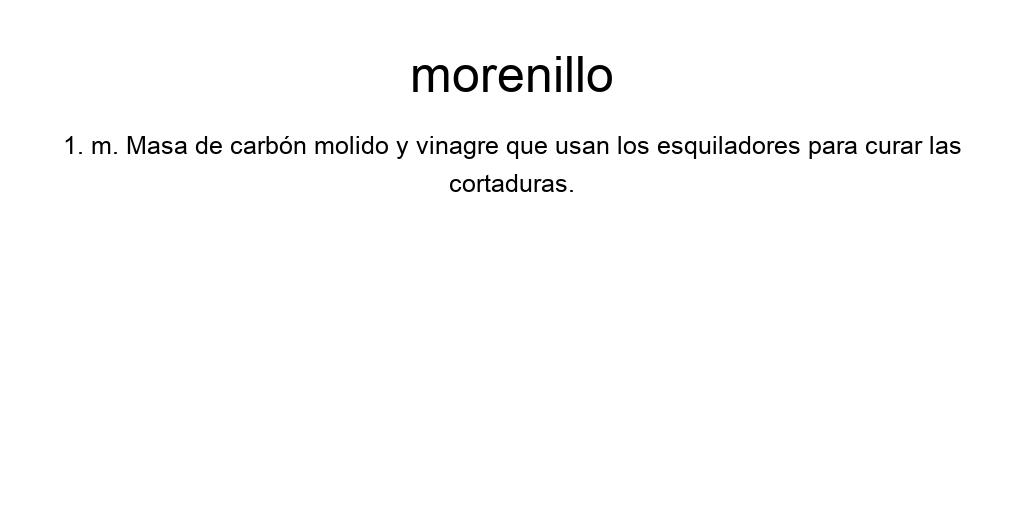 morenillo
1. m. Masa de carbón molido y vinagre que usan los esquiladores para curar las
cortaduras.